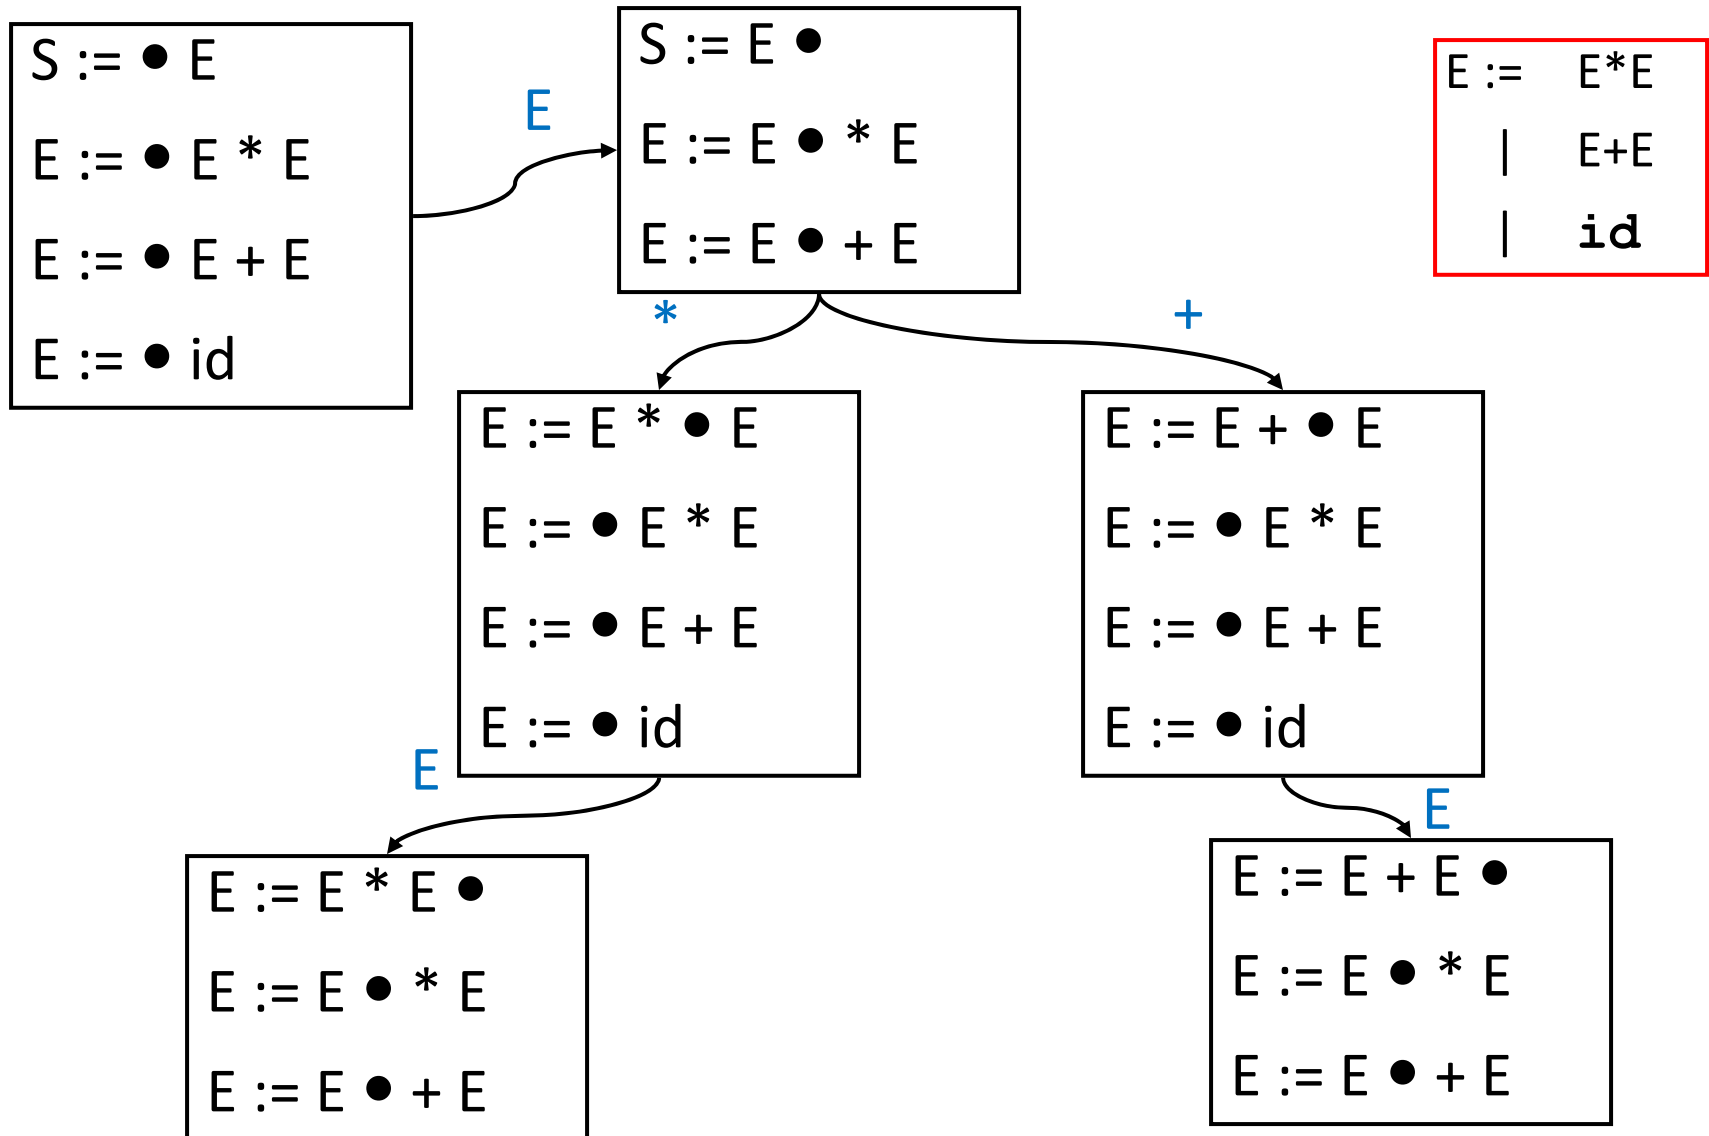 S := ● E
E := ● E * E
E := ● E + E
E := ● id
E
S := E ●
E := E ● * E
E := E ● + E
E := E*E
| E+E
| id
*
+
E := E * ● E
E := ● E * E
E := ● E + E
E := ● id
E := E + ● E
E := ● E * E
E := ● E + E
E := ● id
E
E
E := E * E ●
E := E ● * E
E := E ● + E
E := E + E ●
E := E ● * E
E := E ● + E